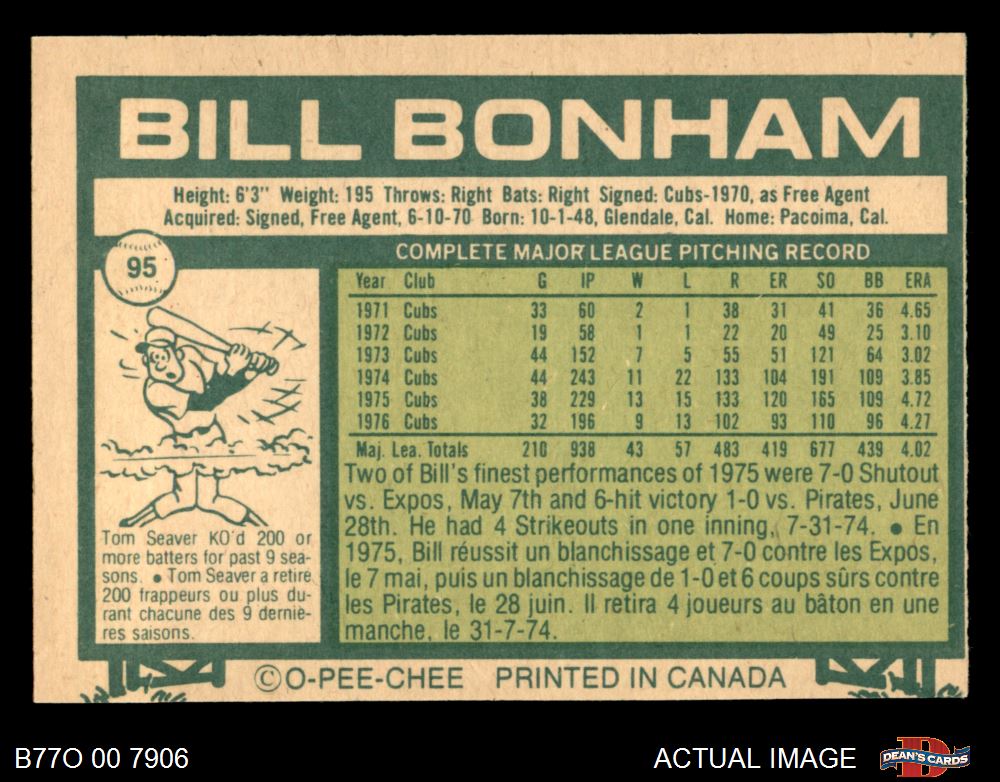 BILL BONHAM
Height: 6'3" Weight: 195 Throws: Right Bats: Right Signed: Cubs-1970, as Free Agent
Acquired: Signed, Free Agent, 6-10-70 Born: 10-1-48, Glendale, Cal. Home: Pacoima, Cal.
95
COMPLETE MAJOR LEAGUE PITCHING RECORD
Year Club G IP W L R ER SO BB ERA
1971 Cubs 33 60 2 1 38 31 41 36 4.65
1972 Cubs 19 58 1 1 22 20 49 25 3.10
1973 Cubs 44 152 7 5 55 51 121 64 3.02
1974 Cubs 44 243 11 22 133 104 191 109 3.85
1975 Cubs 38 229 13 15 133 120 165 109 4.72
1976 Cubs 32 196 9 13 102 93 110 96 4.27
Maj. Lea. Totals 210 938 43 57 483 419 677 439 4.02
Two of Bill's finest performances of 1975 were 7-0 Shutout
vs. Expos, May 7th and 6-hit victory 1-0 vs. Pirates, June
28th. He had 4 Strikeouts in one inning, 7-31-74. ● En
1975, Bill réussit un blanchissage et 7-0 contre les Expos,
le 7 mai, puis un blanchissage de 1-0 et 6 coups sûrs contre
les Pirates, le 28 juin. Il retira 4 joueurs au bâton en une
manche, le 31-7-74.
Tom Seaver KO'd 200 or
more batters for past 9 sea-
sons. ● Tom Seaver a retiré
200 frappeurs ou plus du-
rant chacune des 9 derniè-
res saisons.
©O-PEE-CHEE PRINTED IN CANADA
B77O 00 7906
ACTUAL IMAGE
D
DEAN'S CARDS